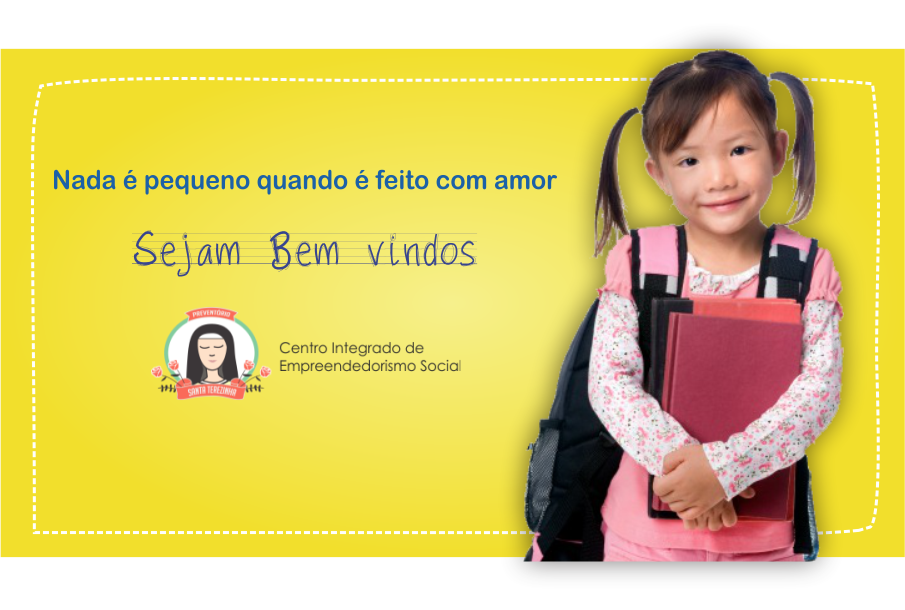 Nada é pequeno quando é feito com amor
Sejam Bem vindos
PREVENTÓRIO
SANTA TEREZINHA
Centro Integrado de
Empreendedorismo Social